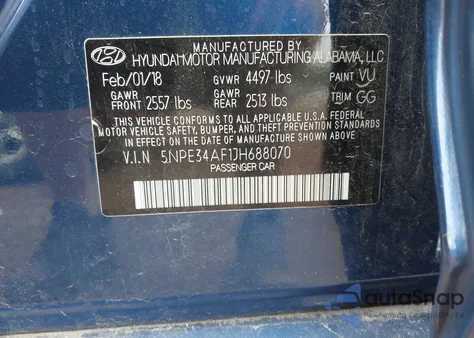 MANUFACTURED BY
HYUNDAI MOTOR MANUFACTURING ALABAMA, LLC
Feb/01/18 GVWR 4497 lbs PAINT VU
GAWR FRONT 2557 lbs GAWR REAR 2513 lbs TRIM GG
THIS VEHICLE CONFORMS TO ALL APPLICABLE U.S.A. FEDERAL
MOTOR VEHICLE SAFETY, BUMPER, AND THEFT PREVENTION
STANDARDS IN EFFECT ON THE DATE OF MANUFACTURE SHOWN ABOVE.
V.I.N 5NPE34AF1JH688070
PASSENGER CAR
autoSnap